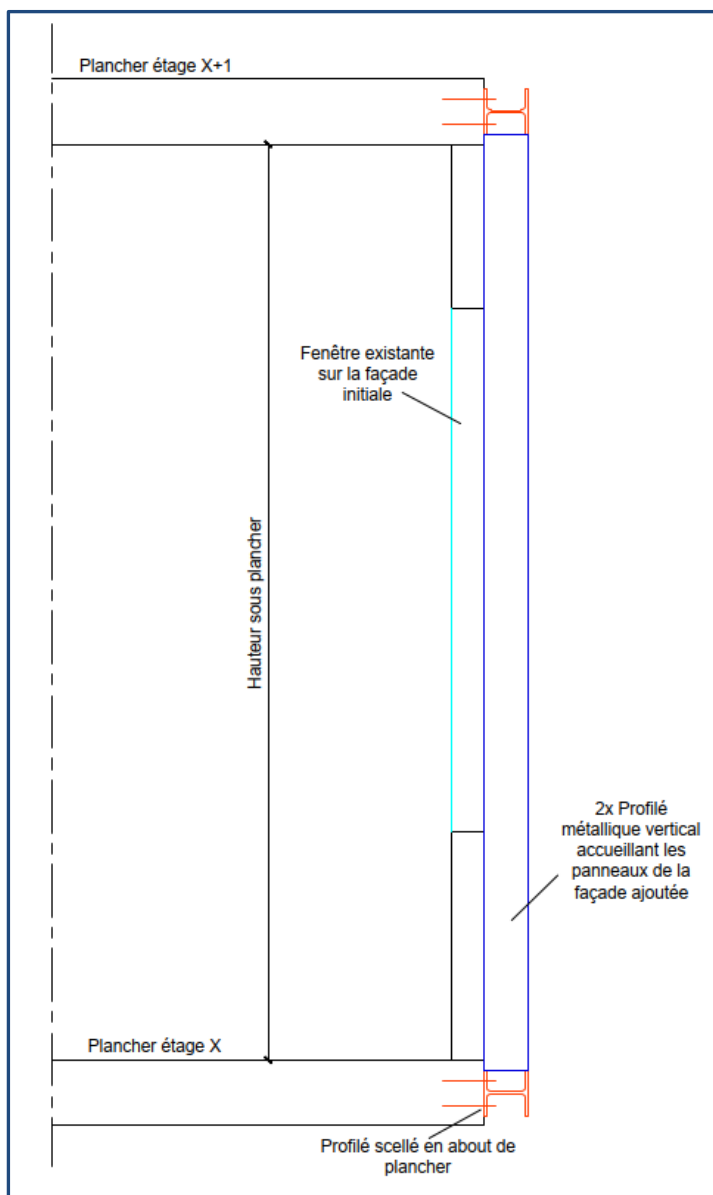 Plancher étage X+1
Fenêtre existante
sur la façade
initiale
Hauteur sous plancher
2x Profilé
métallique vertical
accueillant les
panneaux de la
façade ajoutée
Plancher étage X
Profilé scellé en about de
plancher